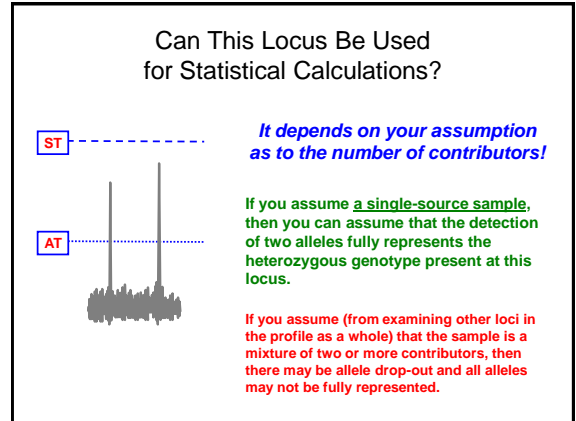 Can This Locus Be Used
for Statistical Calculations?
ST
It depends on your assumption
as to the number of contributors!
If you assume a single-source sample,
then you can assume that the detection
of two alleles fully represents the
heterozygous genotype present at this
locus.
AT
If you assume (from examining other loci in
the profile as a whole) that the sample is a
mixture of two or more contributors, then
there may be allele drop-out and all alleles
may not be fully represented.